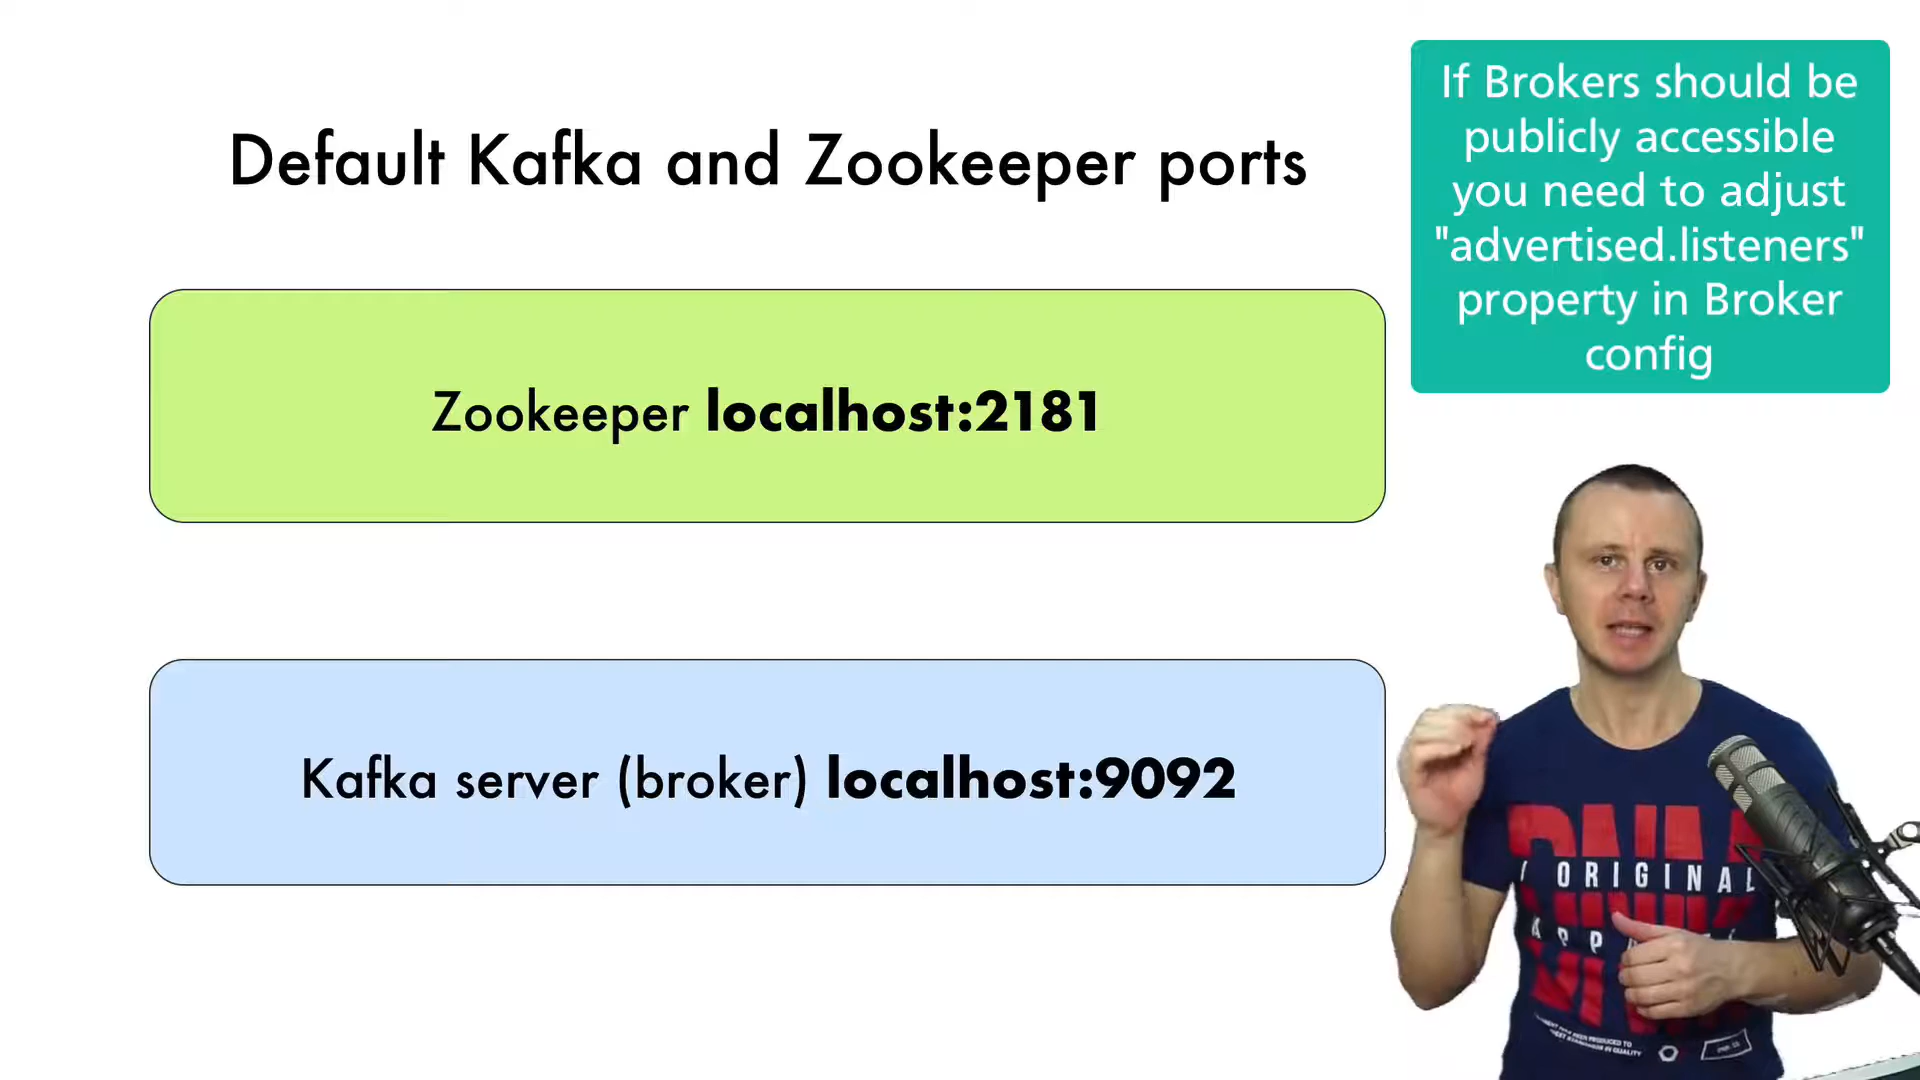 Default Kafka and Zookeeper ports
If Brokers should be
publicly accessible
you need to adjust
"advertised.listeners"
property in Broker
config
Zookeeper localhost:2181
Kafka server (broker) localhost:9092
ORIGINAL